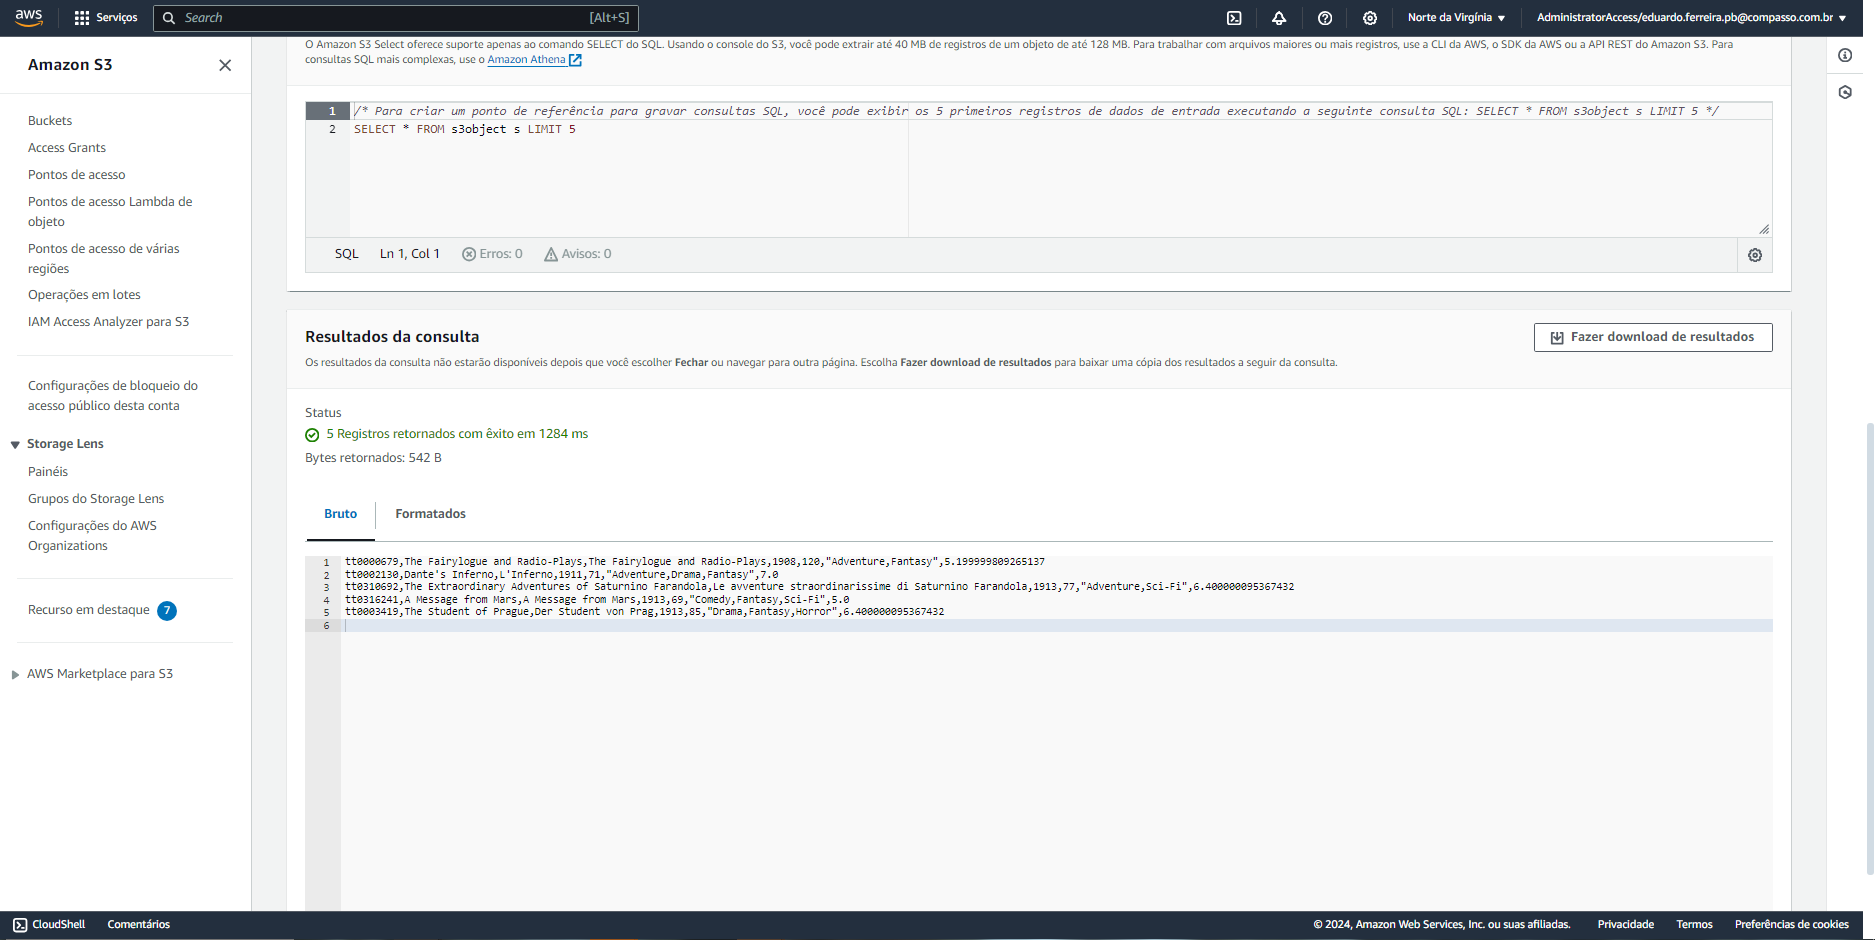 aws
Serviços
Search
[Alt+S]
Norte da Virgínia
AdministratorAccess/eduardo.ferreira.pb@compasso.com.br
Amazon S3
Buckets
Access Grants
Pontos de acesso
Pontos de acesso Lambda de
objeto
Pontos de acesso de várias
regiões
Operações em lotes
IAM Access Analyzer para S3
Configurações de bloqueio do
acesso público desta conta
Storage Lens
Painéis
Grupos do Storage Lens
Configurações do AWS
Organizations
Recurso em destaque 7
AWS Marketplace para S3
O Amazon S3 Select oferece suporte apenas ao comando SELECT do SQL. Usando o console do S3, você pode extrair até 40 MB de registros de um objeto de até 128 MB. Para trabalhar com arquivos maiores ou mais registros, use a CLI da AWS, o SDK da AWS ou a API REST do Amazon S3. Para
consultas SQL mais complexas, use o Amazon Athena
1 /* Para criar um ponto de referência para gravar consultas SQL, você pode exibir os 5 primeiros registros de dados de entrada executando a seguinte consulta SQL: SELECT * FROM s3object s LIMIT 5 */
2 SELECT * FROM s3object s LIMIT 5
SQL Ln 1, Col 1 Erros: 0 Avisos: 0
Resultados da consulta
Fazer download de resultados
Os resultados da consulta não estarão disponíveis depois que você escolher Fechar ou navegar para outra página. Escolha Fazer download de resultados para baixar uma cópia dos resultados a seguir da consulta.
Status
5 Registros retornados com êxito em 1284 ms
Bytes retornados: 542 B
Bruto
Formatados
1 tt0000679,The Fairylogue and Radio-Plays,The Fairylogue and Radio-Plays,1908,120,"Adventure,Fantasy",5.199999809265137
2 tt0002130,Dante's Inferno,L'Inferno,1911,71,"Adventure,Drama,Fantasy",7.0
3 tt0310692,The Extraordinary Adventures of Saturnino Farandola,Le avventure straordinarissime di Saturnino Farandola,1913,77,"Adventure,Sci-Fi",6.400000095367432
4 tt0316241,A Message from Mars,A Message from Mars,1913,69,"Comedy,Fantasy,Sci-Fi",5.0
5 tt0003419,The Student of Prague,Der Student von Prag,1913,85,"Drama,Fantasy,Horror",6.400000095367432
6
CloudShell
Comentários
© 2024, Amazon Web Services, Inc. ou suas afiliadas.
Privacidade
Termos
Preferências de cookies